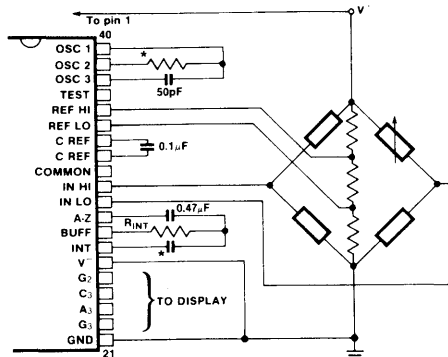 To pin 1
V
40
OSC 1
OSC 2
*
OSC 3
50pF
TEST
REF HI
REF LO
C REF
0.1µF
C REF
COMMON
IN HI
IN LO
A-Z
0.47µF
BUFF
RINT
INT
*
V⁻
G2
C3
TO DISPLAY
A3
G3
GND
21